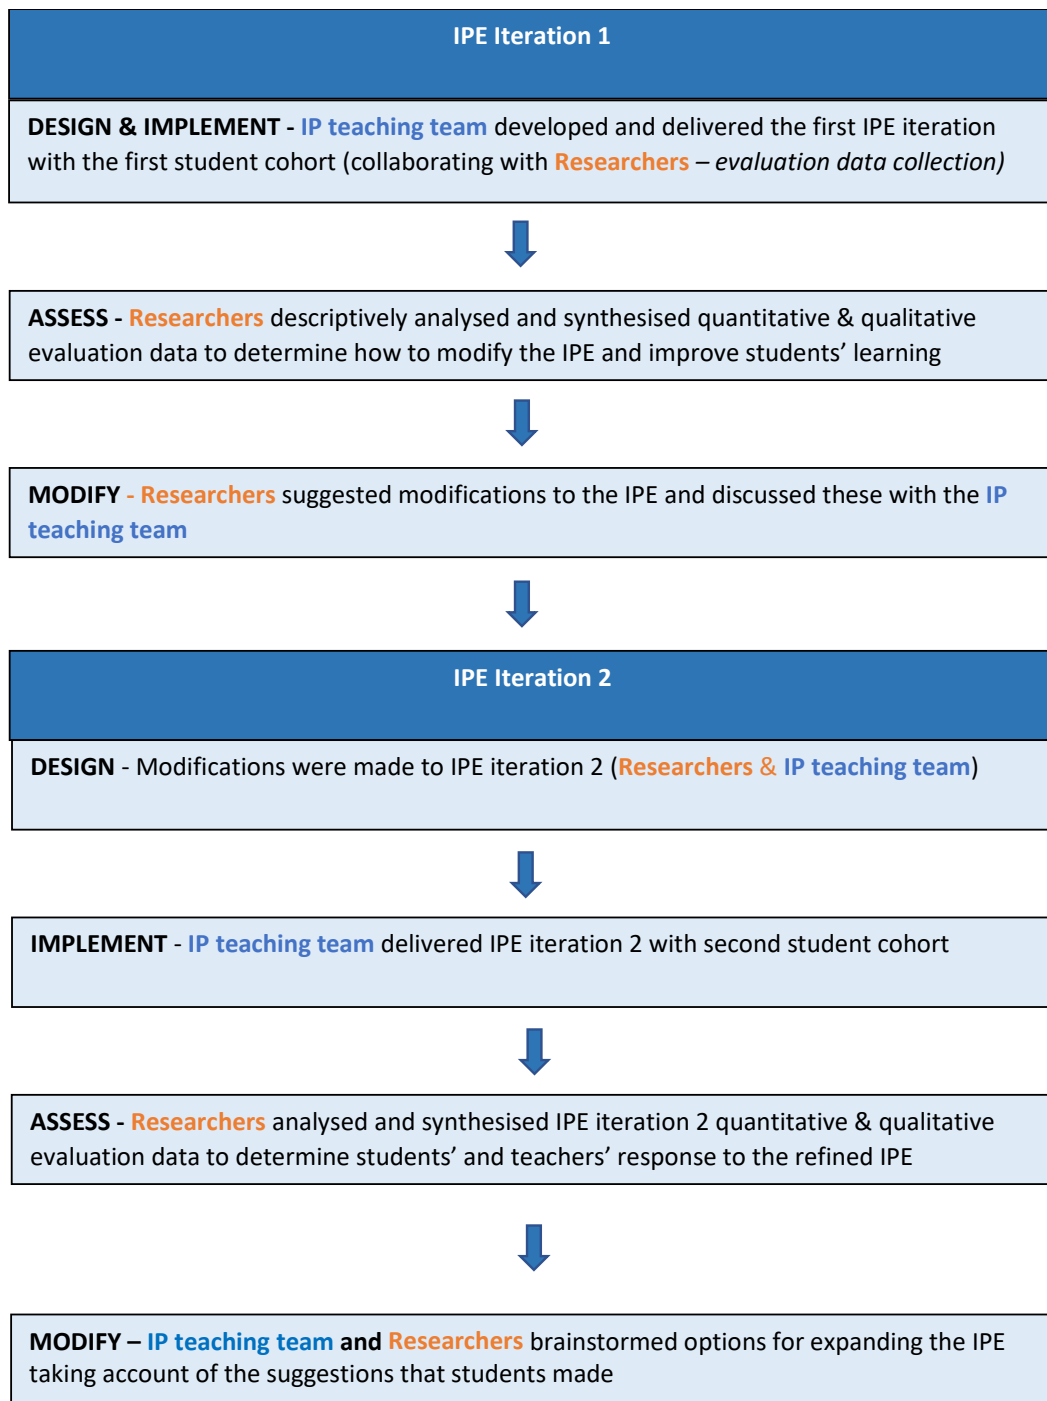 IPE Iteration 1
DESIGN & IMPLEMENT - IP teaching team developed and delivered the first IPE iteration
with the first student cohort (collaborating with Researchers – evaluation data collection)
ASSESS - Researchers descriptively analysed and synthesised quantitative & qualitative
evaluation data to determine how to modify the IPE and improve students’ learning
MODIFY - Researchers suggested modifications to the IPE and discussed these with the IP
teaching team
IPE Iteration 2
DESIGN - Modifications were made to IPE iteration 2 (Researchers & IP teaching team)
IMPLEMENT - IP teaching team delivered IPE iteration 2 with second student cohort
ASSESS - Researchers analysed and synthesised IPE iteration 2 quantitative & qualitative
evaluation data to determine students’ and teachers’ response to the refined IPE
MODIFY – IP teaching team and Researchers brainstormed options for expanding the IPE
taking account of the suggestions that students made